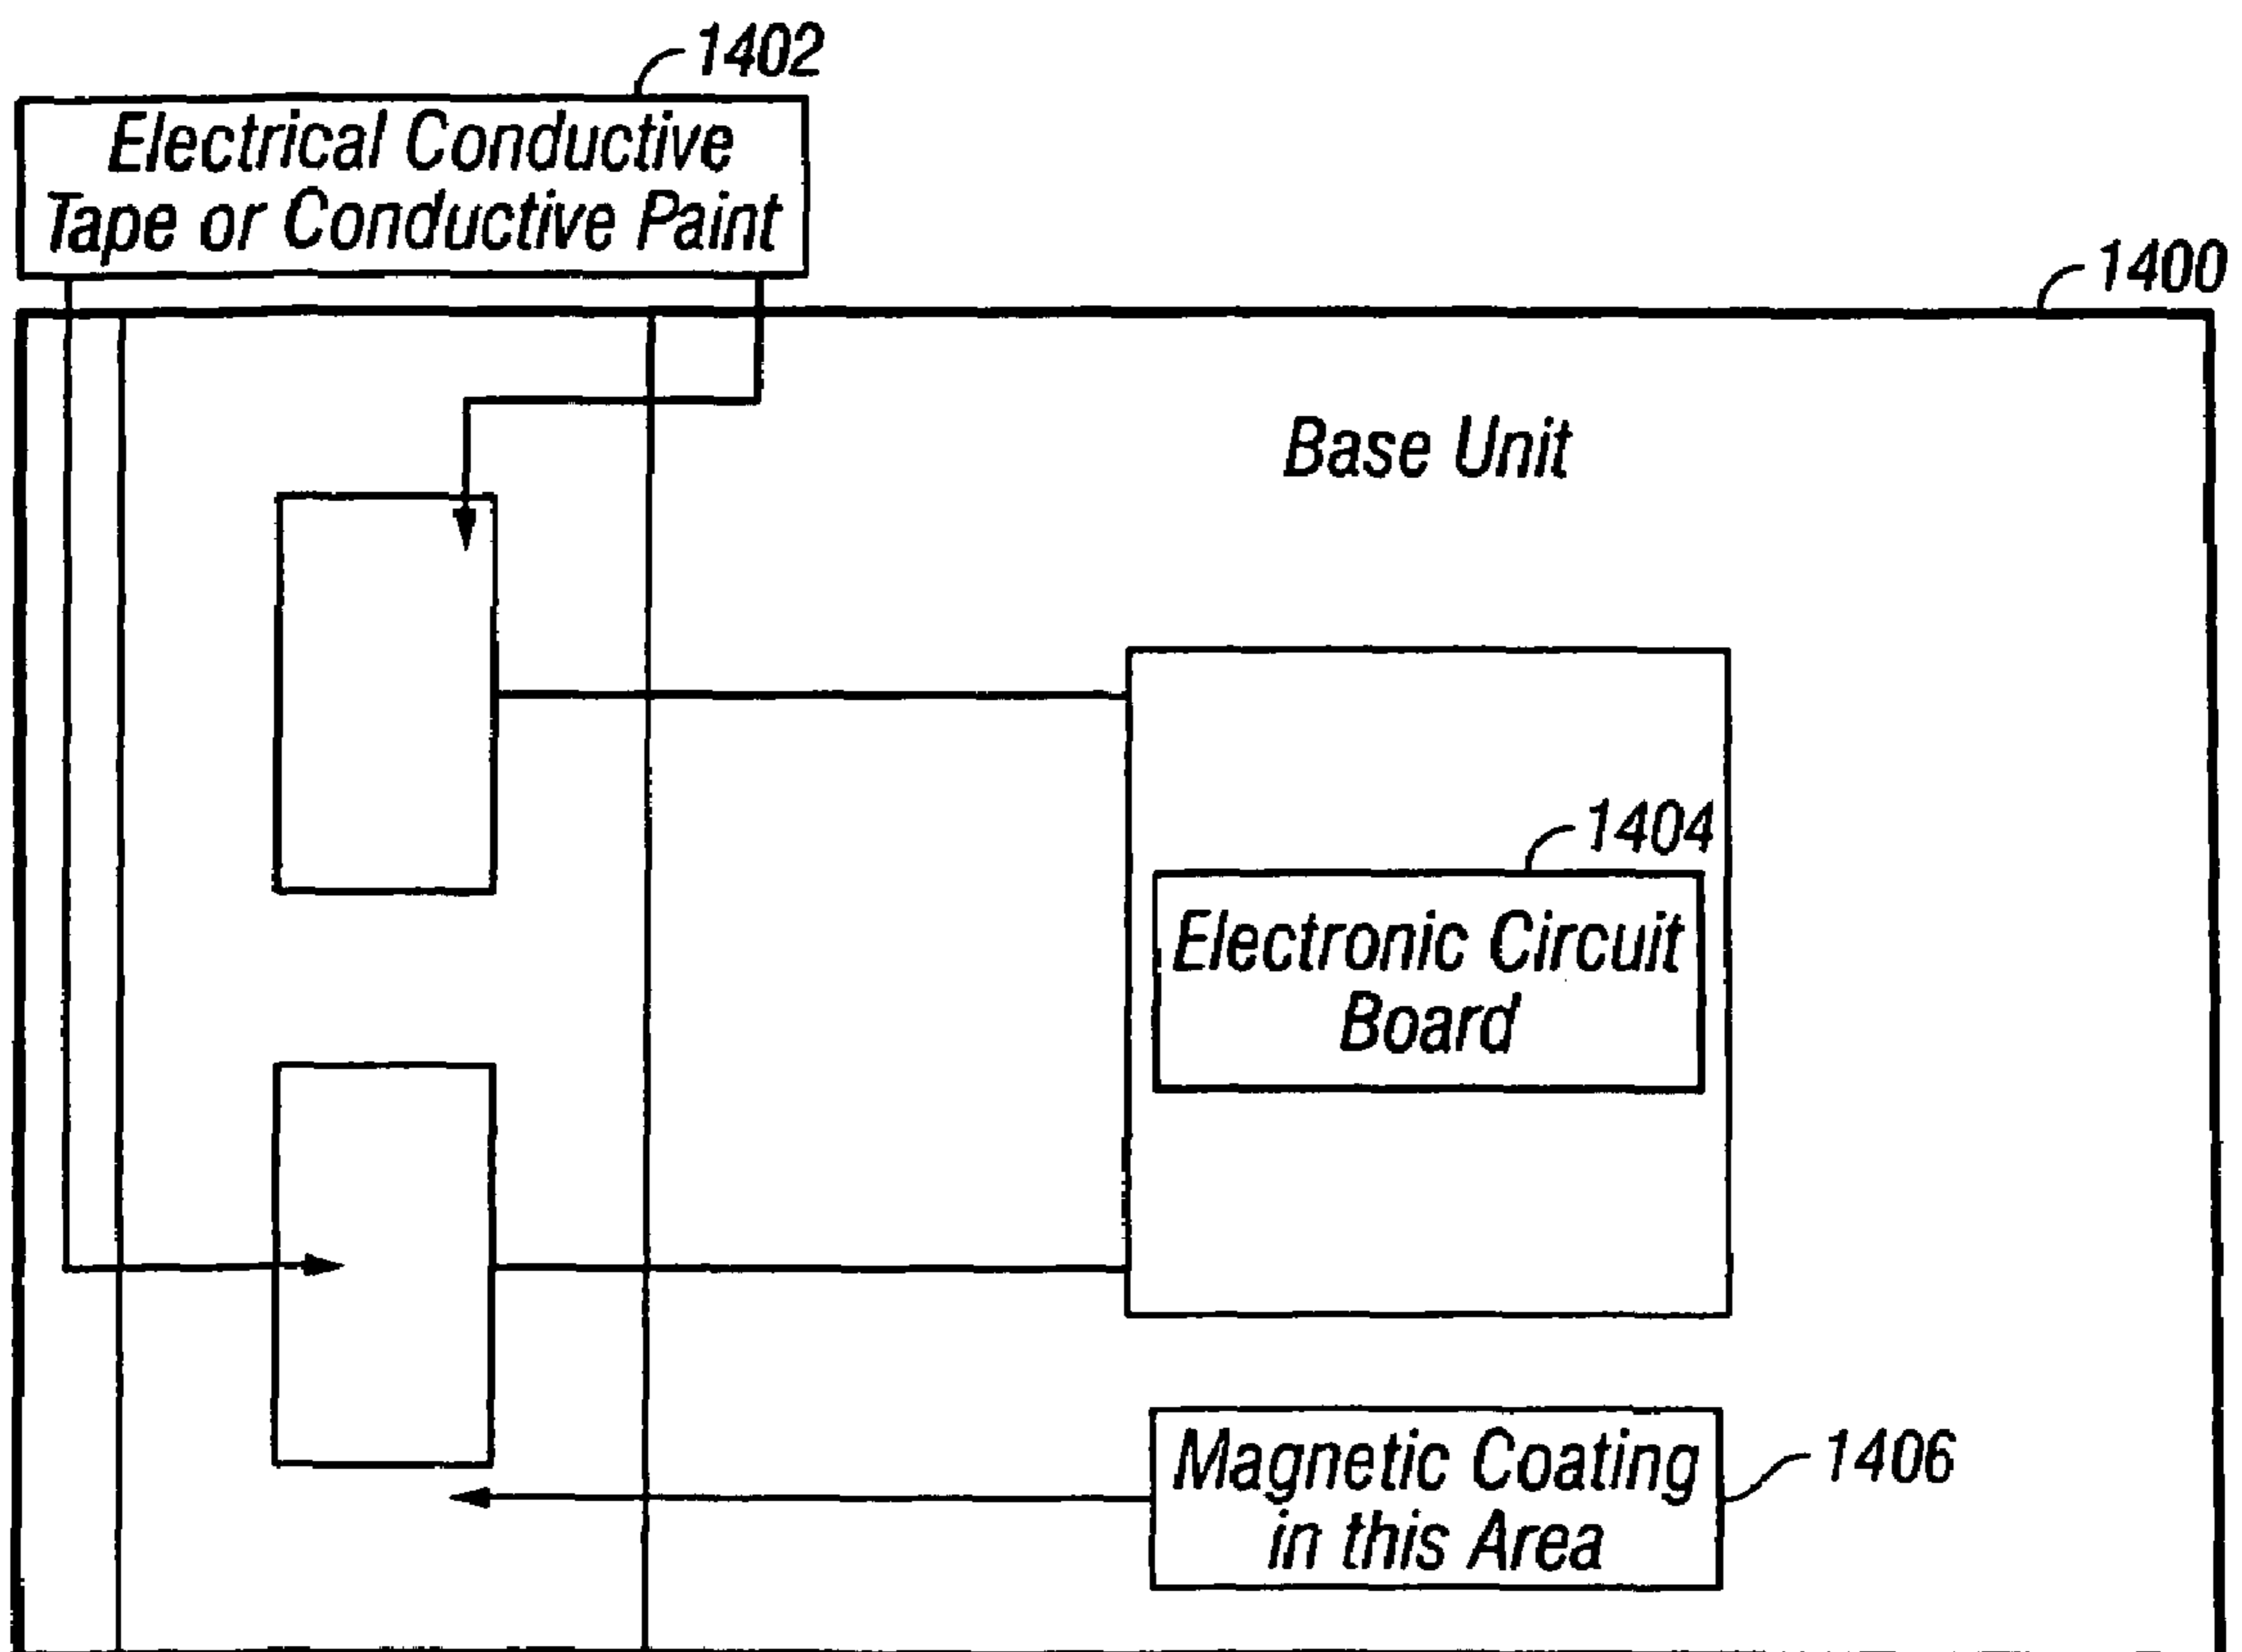 1402
Electrical Conductive
Tape or Conductive Paint
1400
Base Unit
1404
Electronic Circuit
Board
Magnetic Coating
in this Area
1406